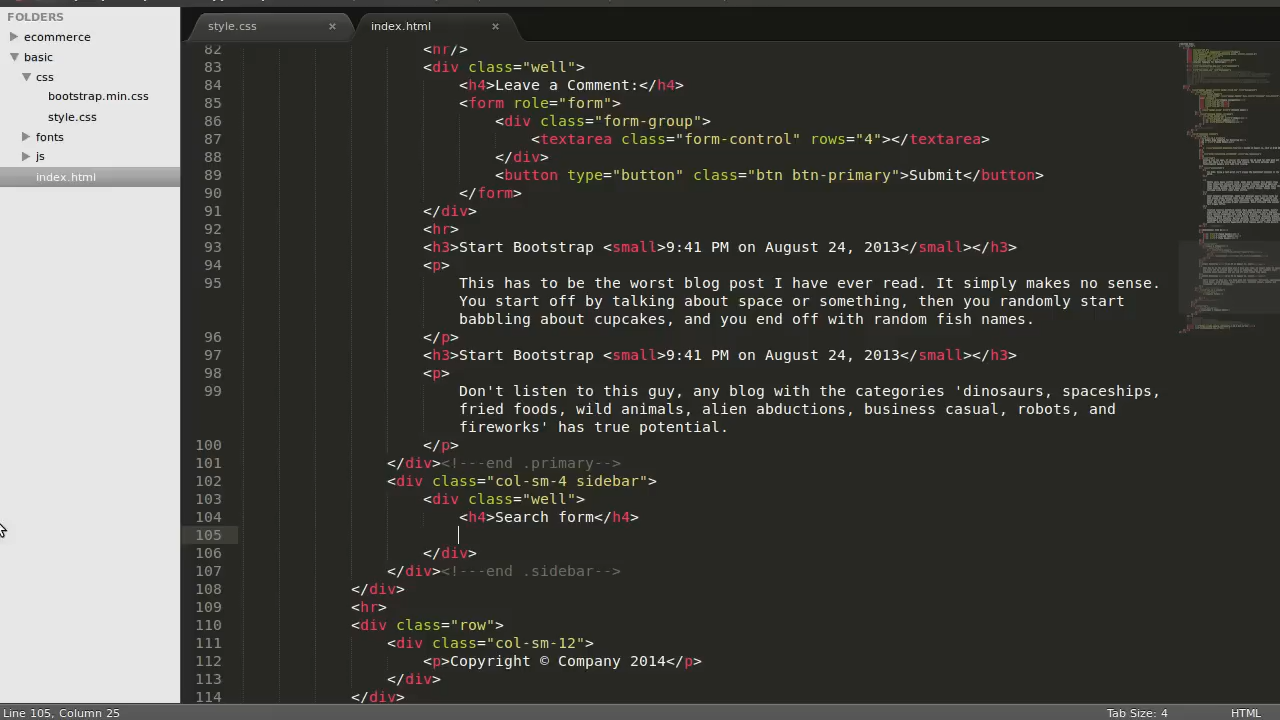 FOLDERS
ecommerce
basic
css
bootstrap.min.css
style.css
fonts
js
index.html
style.css ×
index.html ×
82 <hr/>
83 <div class="well">
84 <h4>Leave a Comment:</h4>
85 <form role="form">
86 <div class="form-group">
87 <textarea class="form-control" rows="4"></textarea>
88 </div>
89 <button type="button" class="btn btn-primary">Submit</button>
90 </form>
91 </div>
92 <hr>
93 <h3>Start Bootstrap <small>9:41 PM on August 24, 2013</small></h3>
94 <p>
95 This has to be the worst blog post I have ever read. It simply makes no sense.
You start off by talking about space or something, then you randomly start
babbling about cupcakes, and you end off with random fish names.
96 </p>
97 <h3>Start Bootstrap <small>9:41 PM on August 24, 2013</small></h3>
98 <p>
99 Don't listen to this guy, any blog with the categories 'dinosaurs, spaceships,
fried foods, wild animals, alien abductions, business casual, robots, and
fireworks' has true potential.
100 </p>
101 </div><!---end .primary-->
102 <div class="col-sm-4 sidebar">
103 <div class="well">
104 <h4>Search form</h4>
105
106 </div>
107 </div><!---end .sidebar-->
108 </div>
109 <hr>
110 <div class="row">
111 <div class="col-sm-12">
112 <p>Copyright © Company 2014</p>
113 </div>
114 </div>
Line 105, Column 25
Tab Size: 4
HTML